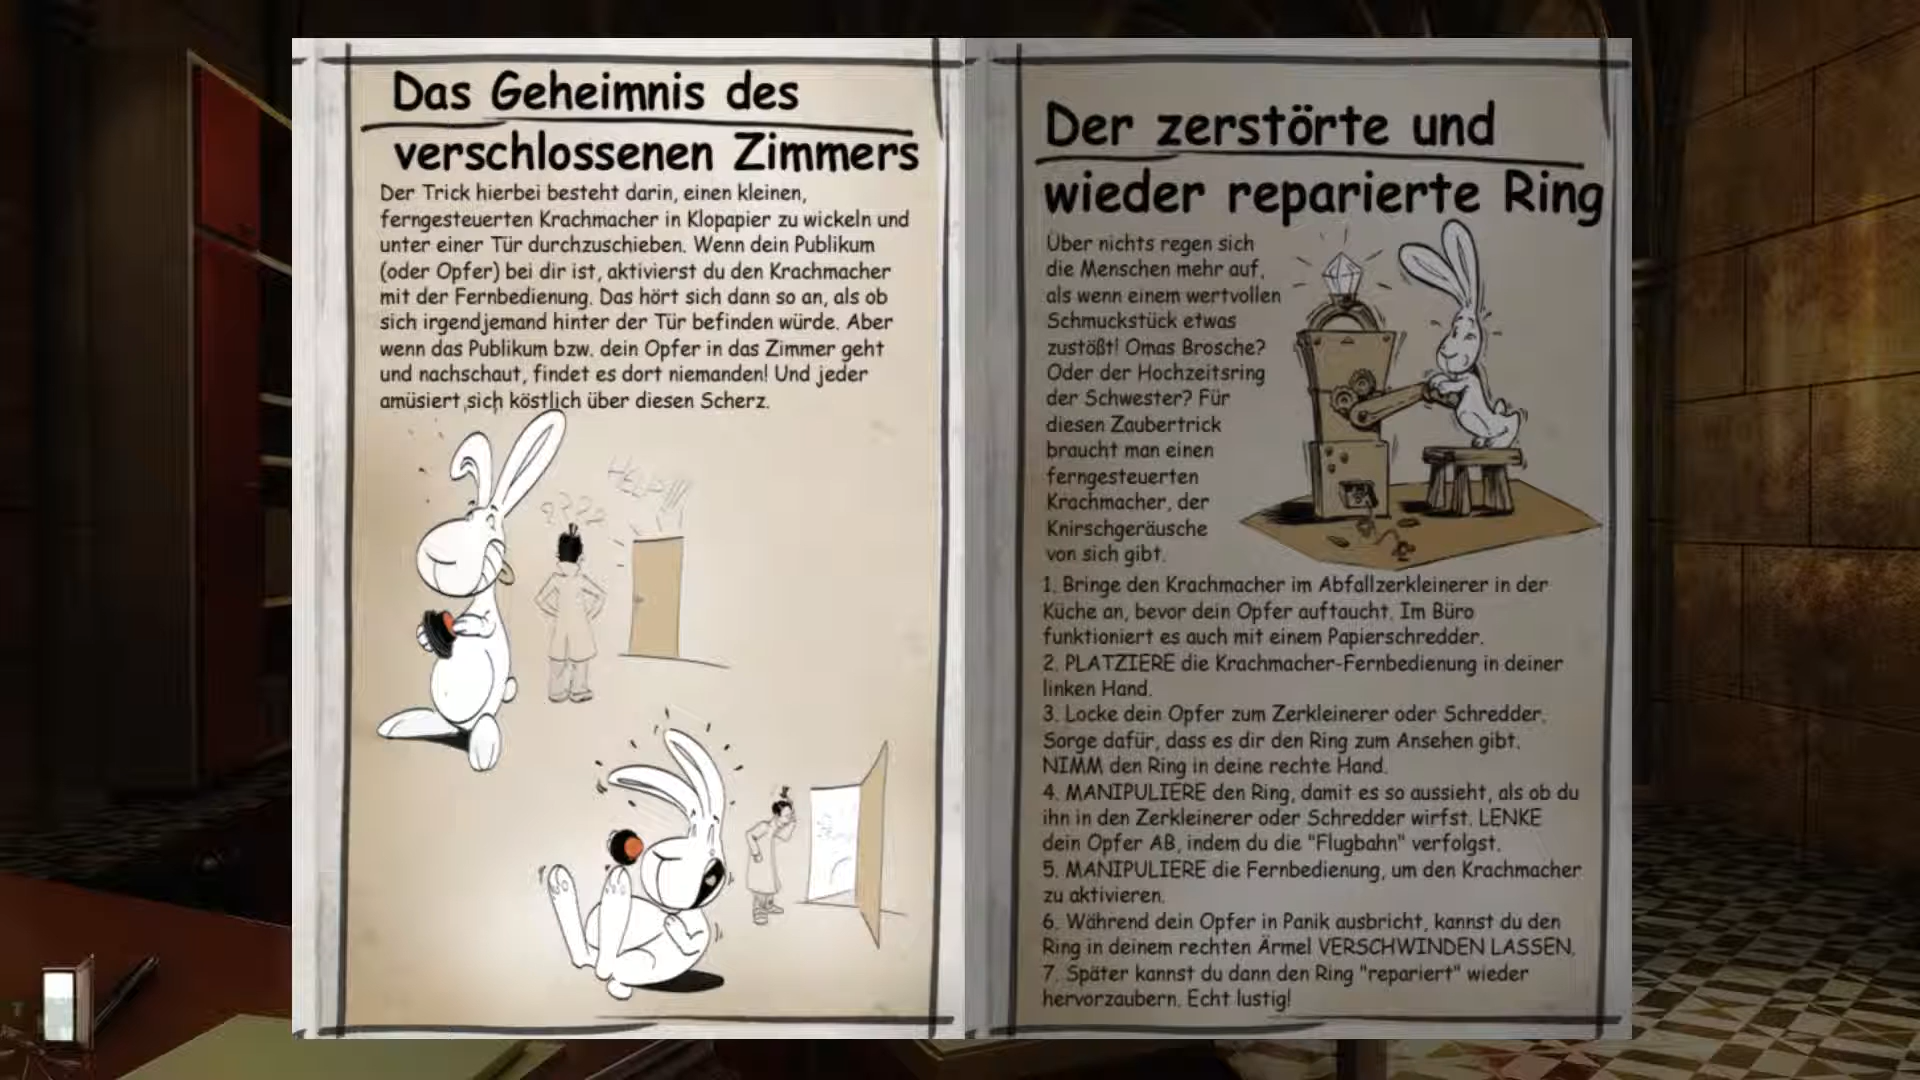 Das Geheimnis des
verschlossenen Zimmers
Der Trick hierbei besteht darin, einen kleinen,
ferngesteuerten Krachmacher in Klopapier zu wickeln und
unter einer Tür durchzuschieben. Wenn dein Publikum
(oder Opfer) bei dir ist, aktivierst du den Krachmacher
mit der Fernbedienung. Das hört sich dann so an, als ob
sich irgendjemand hinter der Tür befinden würde. Aber
wenn das Publikum bzw. dein Opfer in das Zimmer geht
und nachschaut, findet es dort niemanden! Und jeder
amüsiert sich köstlich über diesen Scherz.
????
HELP!!!
Der zerstörte und
wieder reparierte Ring
Über nichts regen sich
die Menschen mehr auf,
als wenn einem wertvollen
Schmuckstück etwas
zustößt! Omas Brosche?
Oder der Hochzeitsring
der Schwester? Für
diesen Zaubertrick
braucht man einen
ferngesteuerten
Krachmacher, der
Knirschgeräusche
von sich gibt.
1. Bringe den Krachmacher im Abfallzerkleinerer in der
Küche an, bevor dein Opfer auftaucht. Im Büro
funktioniert es auch mit einem Papierschredder.
2. PLATZIERE die Krachmacher-Fernbedienung in deiner
linken Hand.
3. Locke dein Opfer zum Zerkleinerer oder Schredder.
Sorge dafür, dass es dir den Ring zum Ansehen gibt.
NIMM den Ring in deine rechte Hand.
4. MANIPULIERE den Ring, damit es so aussieht, als ob du
ihn in den Zerkleinerer oder Schredder wirfst. LENKE
dein Opfer AB, indem du die "Flugbahn" verfolgst.
5. MANIPULIERE die Fernbedienung, um den Krachmacher
zu aktivieren.
6. Während dein Opfer in Panik ausbricht, kannst du den
Ring in deinem rechten Ärmel VERSCHWINDEN LASSEN.
7. Später kannst du dann den Ring "repariert" wieder
hervorzaubern. Echt lustig!